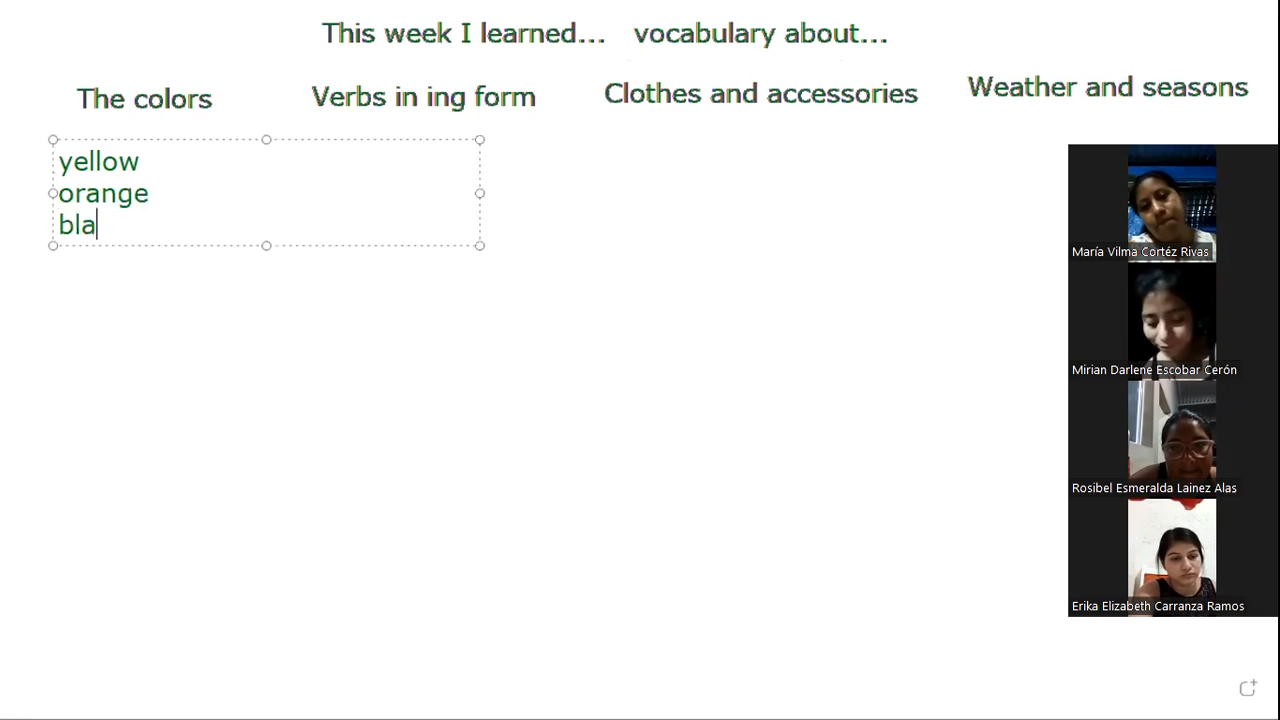 This week I learned... vocabulary about...
The colors Verbs in ing form Clothes and accessories Weather and seasons
yellow
orange
bla
María Vilma Cortéz Rivas
Mirian Darlene Escobar Cerón
Rosibel Esmeralda Lainez Alas
Erika Elizabeth Carranza Ramos